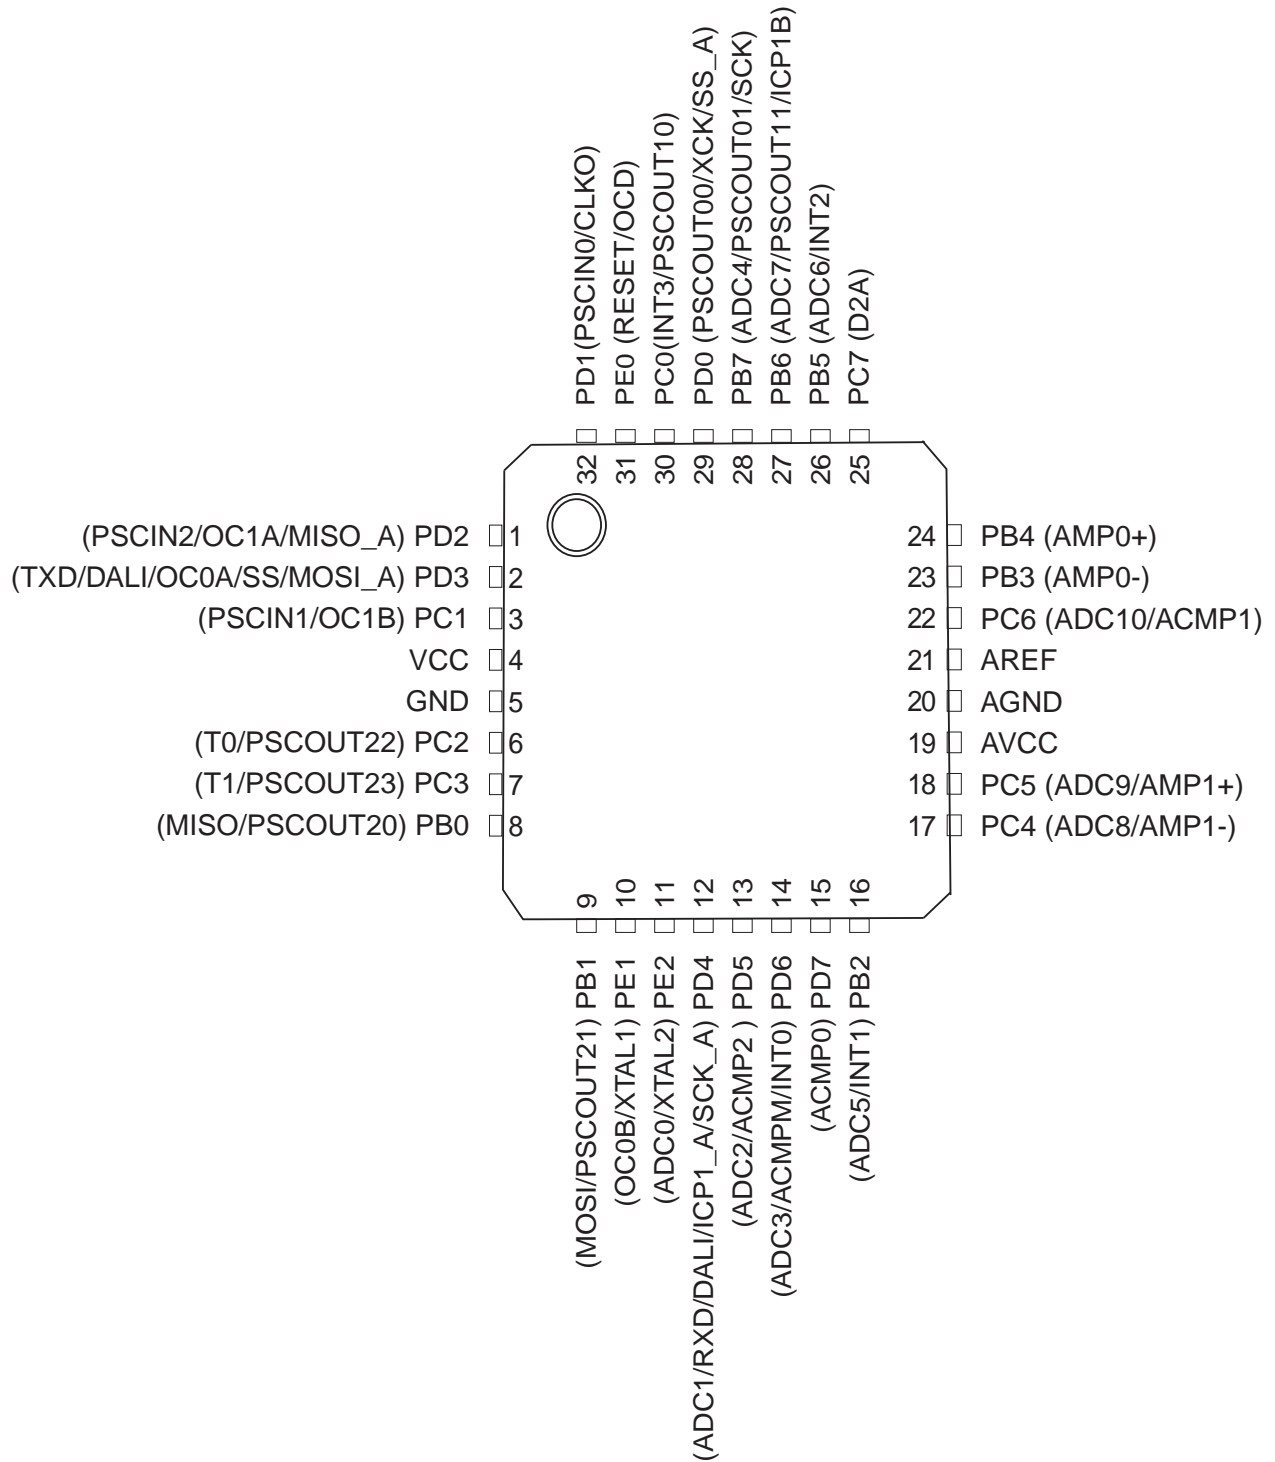 PD1(PSCIN0/CLKO)
PE0 (RESET/OCD)
PC0(INT3/PSCOUT10)
PD0 (PSCOUT00/XCK/SS_A)
PB7 (ADC4/PSCOUT01/SCK)
PB6 (ADC7/PSCOUT11/ICP1B)
PB5 (ADC6/INT2)
PC7 (D2A)
32
31
30
29
28
27
26
25
(PSCIN2/OC1A/MISO_A) PD2 1
(TXD/DALI/OC0A/SS/MOSI_A) PD3 2
(PSCIN1/OC1B) PC1 3
VCC 4
GND 5
(T0/PSCOUT22) PC2 6
(T1/PSCOUT23) PC3 7
(MISO/PSCOUT20) PB0 8
24 PB4 (AMP0+)
23 PB3 (AMP0-)
22 PC6 (ADC10/ACMP1)
21 AREF
20 AGND
19 AVCC
18 PC5 (ADC9/AMP1+)
17 PC4 (ADC8/AMP1-)
9
10
11
12
13
14
15
16
(MOSI/PSCOUT21) PB1
(OC0B/XTAL1) PE1
(ADC0/XTAL2) PE2
(ADC1/RXD/DALI/ICP1_A/SCK_A) PD4
(ADC2/ACMP2 ) PD5
(ADC3/ACMPM/INT0) PD6
(ACMP0) PD7
(ADC5/INT1) PB2